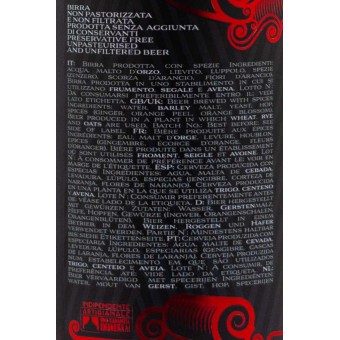 BIRRA
NON PASTORIZZATA
E NON FILTRATA
PRODOTTA SENZA AGGIUNTA
DI CONSERVANTI
PRESERVATIVE FREE
UNPASTEURISED
AND UNFILTERED BEER
IT: BIRRA PRODOTTA CON SPEZIE INGREDIENTI:
ACQUA, MALTO D'ORZO, LIEVITO, LUPPOLO, SPEZIE
(ZENZERO, SCORZA D'ARANCIO, FIORI D'ARANCIO).
BIRRA PRODOTTA IN UNO STABILIMENTO IN CUI SI
UTILIZZANO FRUMENTO, SEGALE E AVENA. LOTTO N°
DA CONSUMARSI PREFERIBILMENTE ENTRO IL: VEDI
LATO ETICHETTA. GB/UK: BEER BREWED WITH SPICES
INGREDIENTS: WATER, BARLEY MALT, YEAST, HOPS,
SPICES (GINGER, ORANGE PEEL, ORANGE BLOSSOM).
BEER PRODUCED IN A PLANT IN WHICH WHEAT, RYE
AND OATS ARE USED. BATCH NO.: BEST BEFORE: SEE
SIDE OF LABEL. FR: BIÈRE PRODUITE AUX ÉPICES
INGRÉDIENTS: EAU, MALT D'ORGE, LEVURE, HOUBLON,
ÉPICES (GINGEMBRE, ÉCORCE D'ORANGE, FLEURS
D'ORANGER). BIÈRE PRODUITE DANS UN ÉTABLISSEMENT
OÙ SONT UTILISÉS FROMENT, SEIGLE ET AVOINE. LOT
N° À CONSOMMER DE PRÉFÉRENCE AVANT LE: VOIR EN
MARGE DE L'ÉTIQUETTE. ESP: CERVEZA PRODUCIDA CON
ESPECIAS INGREDIENTES: AGUA, MALTA DE CEBADA,
LEVADURA, LÚPULO, ESPECIAS (JENGIBRE, CORTEZA DE
NARANJA, FLORES DE NARANJO). CERVEZA PRODUCIDA
EN UNA PLANTA EN LA QUE SE UTILIZA TRIGO, CENTENO
Y AVENA. LOTE N°: CONSUMIR PREFERENTEMENTE ANTES
DE: VÉASE LADO DE LA ETIQUETA. D: BIER HERGESTELLT
MIT GEWÜRZEN ZUTATEN: WASSER, GERSTENMALZ,
HEFE, HOPFEN, GEWÜRZE (INGWER, ORANGENSCHALE,
ORANGENBLÜTEN). BIER HERGESTELLT IN EINEM
BETRIEB, IN DEM WEIZEN, ROGGEN UND HAFER
VERWENDET WERDEN. PARTIE N°: MINDESTENS HALTBAR
BIS: SIEHE ETIKETTENSEITE. PT: CERVEJA PRODUZIDA COM
ESPECIARIAS INGREDIENTES: ÁGUA, MALTE DE CEVADA,
LEVEDURA, LÚPULO, ESPECIARIAS (GENGIBRE, CASCA
DE LARANJA, FLORES DE LARANJA). CERVEJA PRODUZIDA
NUM ESTABELECIMENTO EM QUE SÃO UTILIZADOS
TRIGO, CENTEIO E AVEIA. LOTE N°: A CONSUMIR DE
PREFERÊNCIA ATÉ: VIDE LADO DA ETIQUETA. NL:
BIER VERVAARDIGD MET SPECERIJEN INGREDIËNTEN:
WATER, MOUT VAN GERST, GIST, HOP, SPECERIJEN
INDIPENDENTE
ARTIGIANALE